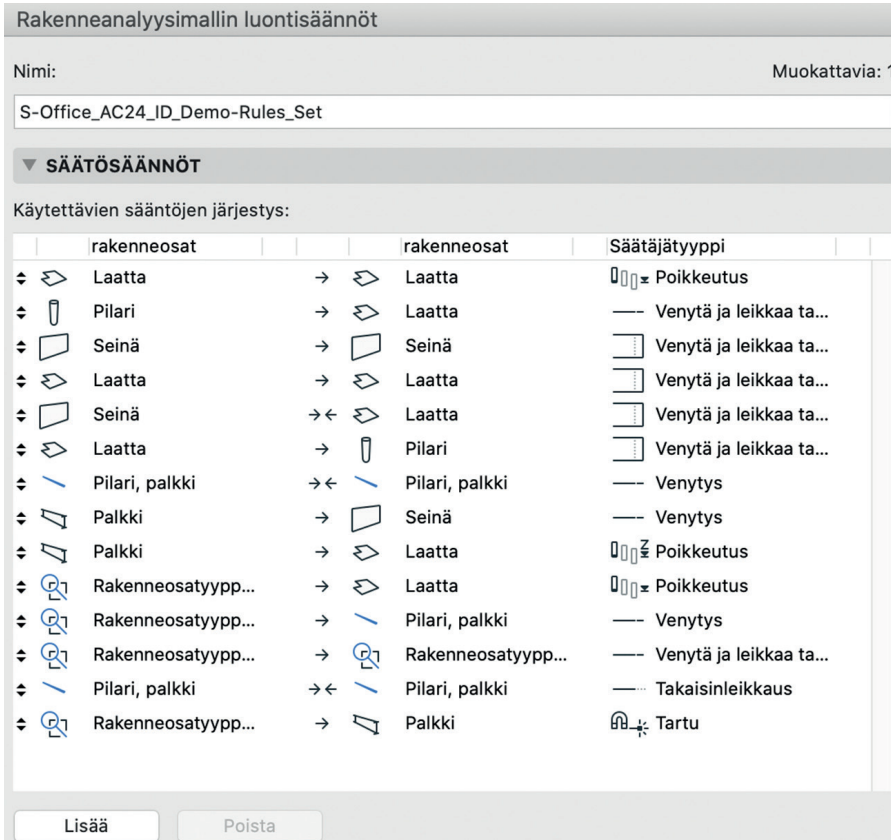 Rakenneanalyysimallin luontisäännöt
Nimi: Muokattavia: 1
S-Office_AC24_ID_Demo-Rules_Set
SÄÄTÖSÄÄNNÖT
Käytettävien sääntöjen järjestys:
rakenneosat rakenneosat Säätäjätyyppi
Laatta → Laatta Poikkeutus
Pilari → Laatta Venytä ja leikkaa ta...
Seinä → Seinä Venytä ja leikkaa ta...
Laatta → Laatta Venytä ja leikkaa ta...
Seinä →← Laatta Venytä ja leikkaa ta...
Laatta → Pilari Venytä ja leikkaa ta...
Pilari, palkki →← Pilari, palkki Venytys
Palkki → Seinä Venytys
Palkki → Laatta Poikkeutus
Rakenneosatyypp... → Laatta Poikkeutus
Rakenneosatyypp... → Pilari, palkki Venytys
Rakenneosatyypp... → Rakenneosatyypp... Venytä ja leikkaa ta...
Pilari, palkki →← Pilari, palkki Takaisinleikkaus
Rakenneosatyypp... → Palkki Tartu
Lisää Poista